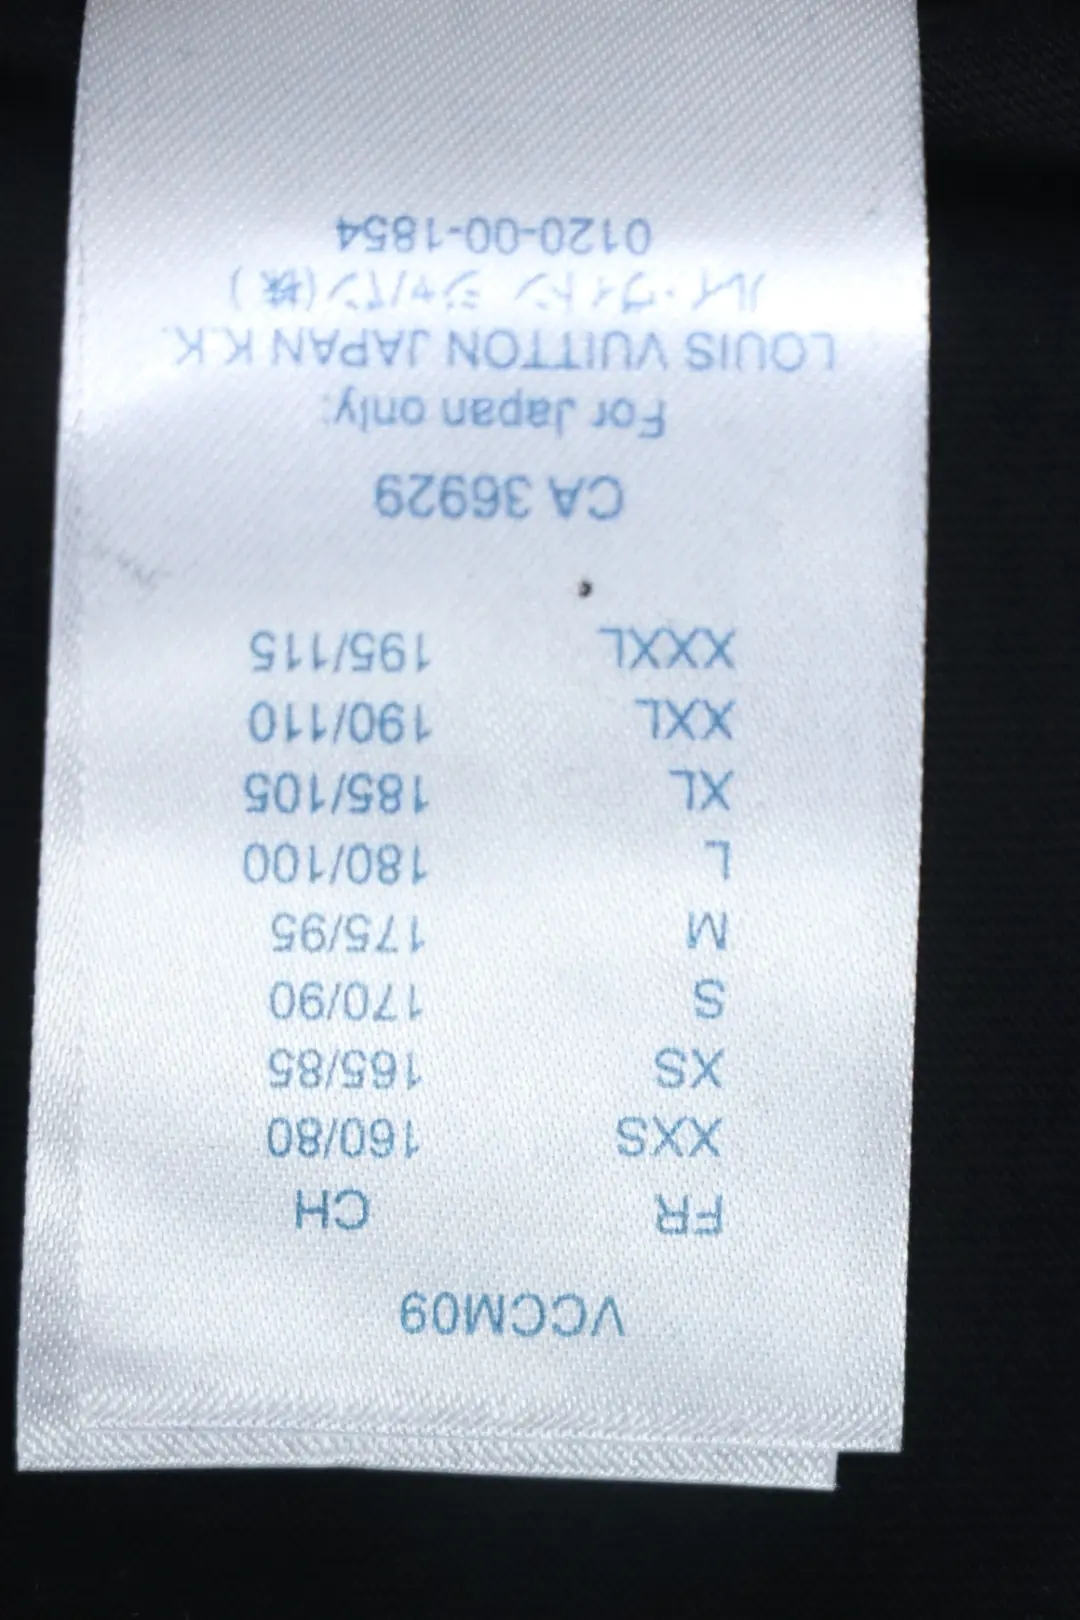 VCCM09
FR CH
XXS 160/80
XS 165/85
S 170/90
M 175/95
L 180/100
XL 185/105
XXL 190/110
XXXL 195/115
CA 36929
For Japan only:
LOUIS VUITTON JAPAN K.K.
ルイ・ヴィトン ジャパン(株)
0120-00-1854